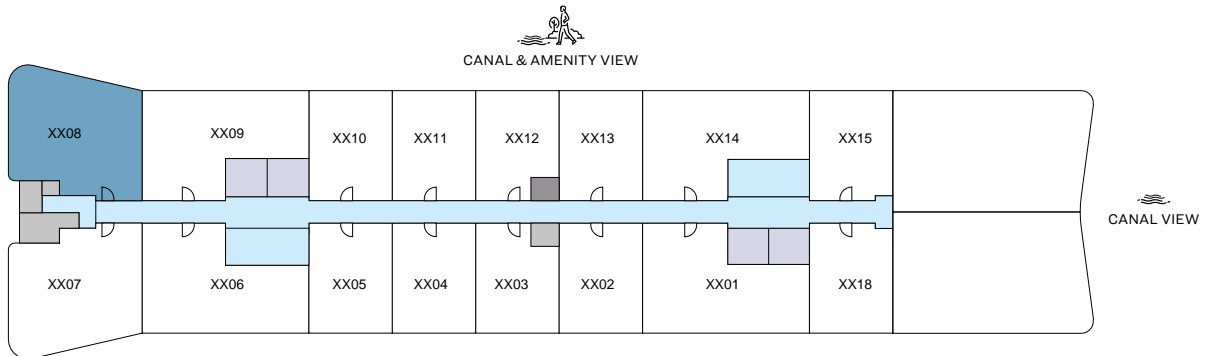 CANAL & AMENITY VIEW
XX08
XX09
XX10
XX11
XX12
XX13
XX14
XX15
CANAL VIEW
XX07
XX06
XX05
XX04
XX03
XX02
XX01
XX18